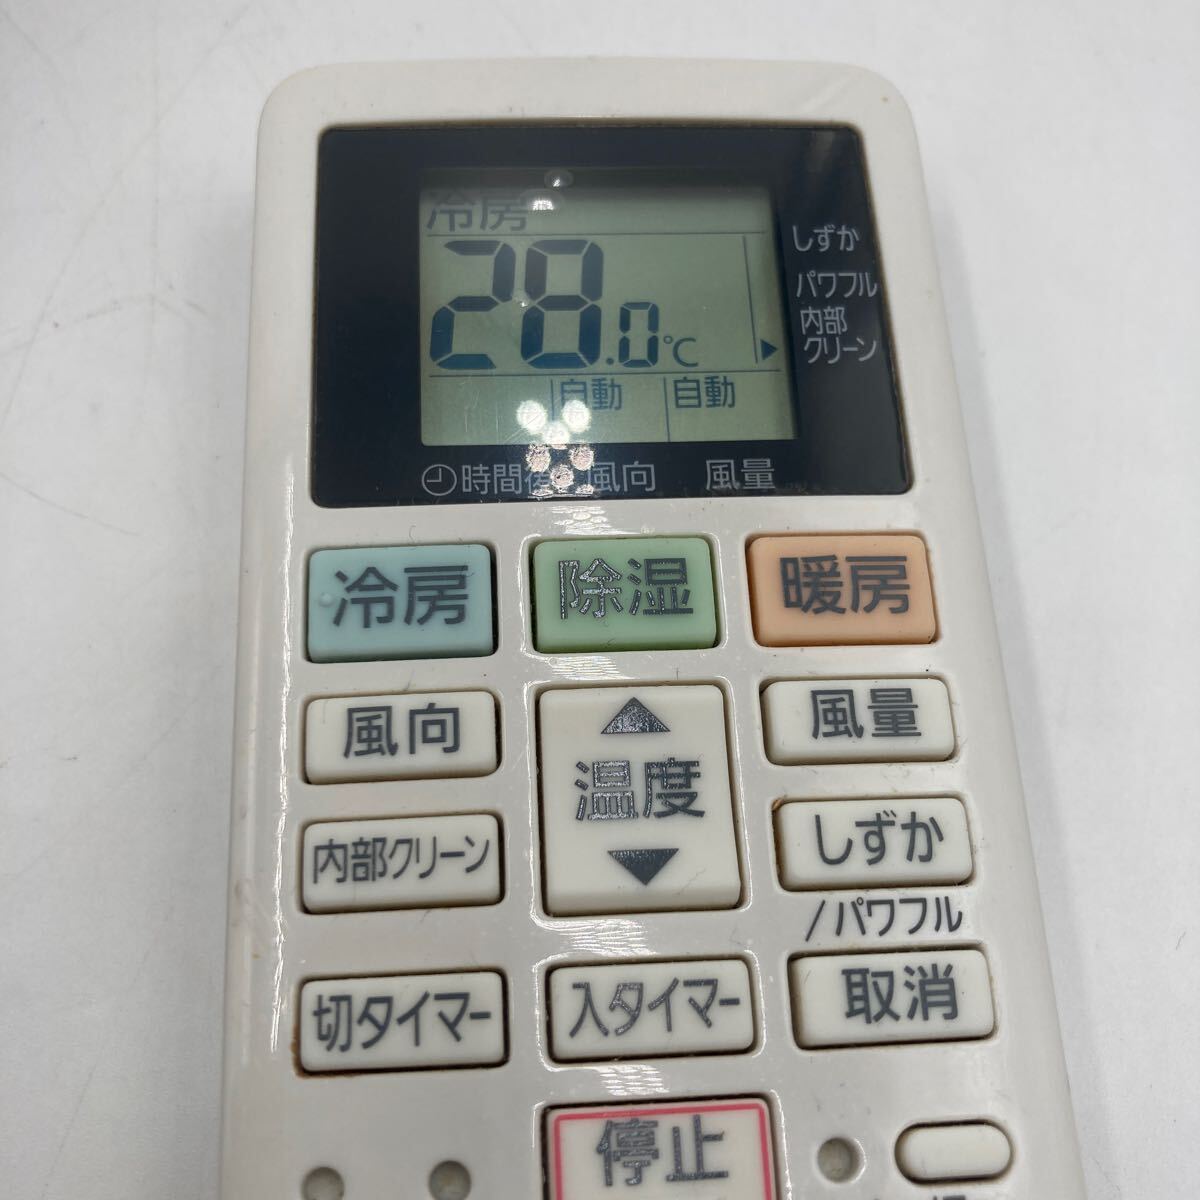 冷房
28.0℃
しずか
パワフル
内部
クリーン
自動 自動
時間後 風向 風量
冷房 除湿 暖房
風向 ▲ 風量
温度
内部クリーン ▼ しずか
/パワフル
切タイマー 入タイマー 取消
停止